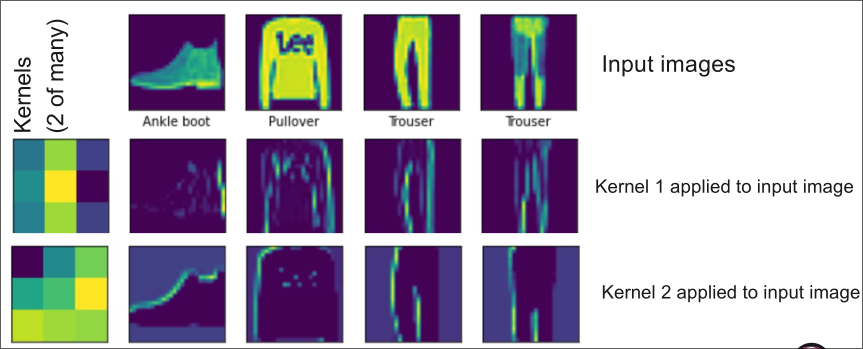 Kernels
(2 of many)
Lee
Ankle boot
Pullover
Trouser
Trouser
Input images
Kernel 1 applied to input image
Kernel 2 applied to input image